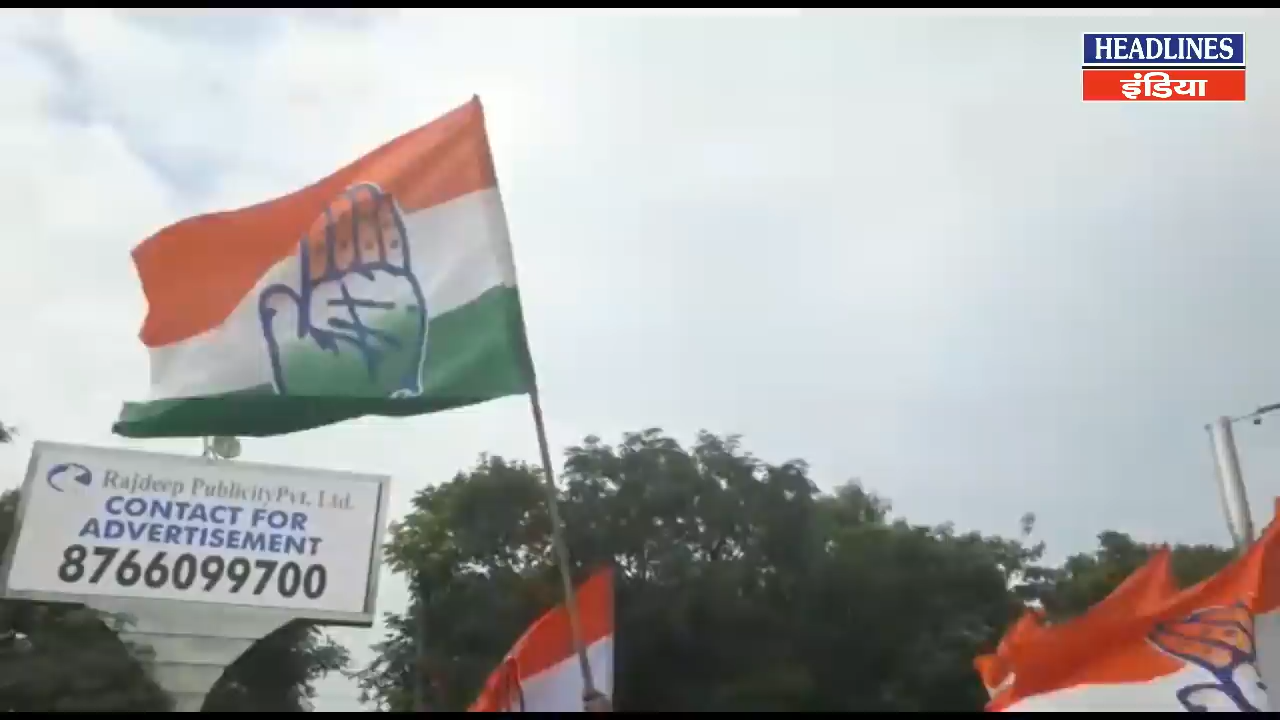 HEADLINES
इंडिया
Rajdeep PublicityPvt. Ltd.
CONTACT FOR
ADVERTISEMENT
8766099700